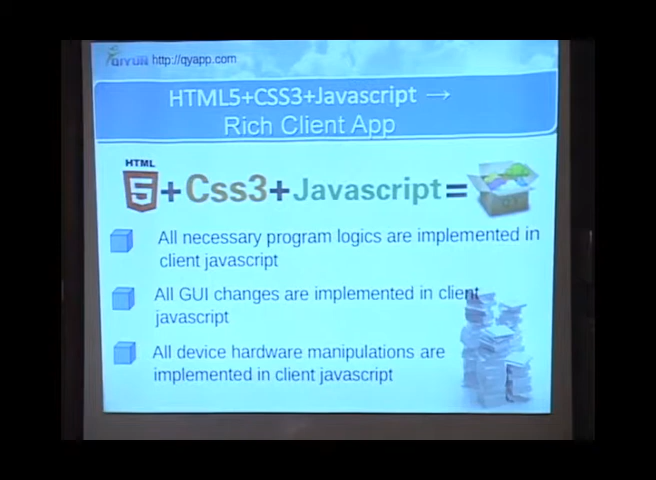 QIYUN http://qyapp.com
HTML5+CSS3+Javascript →
Rich Client App
HTML
5+Css3+Javascript=
All necessary program logics are implemented in
client javascript
All GUI changes are implemented in client
javascript
All device hardware manipulations are
implemented in client javascript